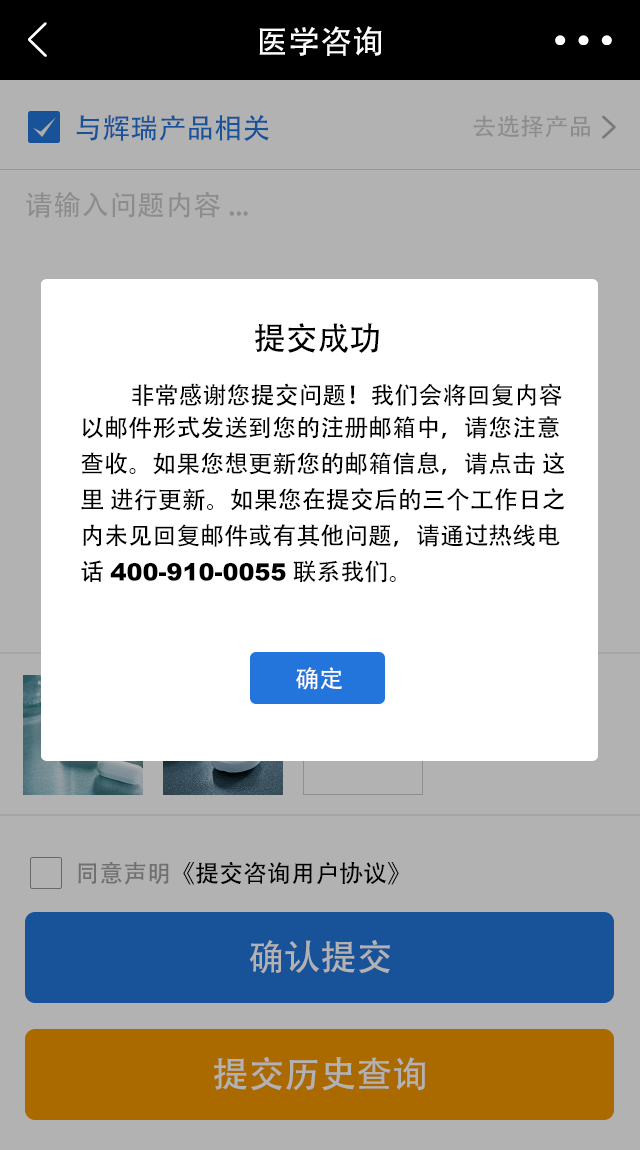 医学咨询
与辉瑞产品相关
去选择产品
请输入问题内容 ...
提交成功
非常感谢您提交问题！我们会将回复内容
以邮件形式发送到您的注册邮箱中，请您注意
查收。如果您想更新您的邮箱信息，请点击 这
里 进行更新。如果您在提交后的三个工作日之
内未见回复邮件或有其他问题，请通过热线电
话 400-910-0055 联系我们。
确定
同意声明《提交咨询用户协议》
确认提交
提交历史查询